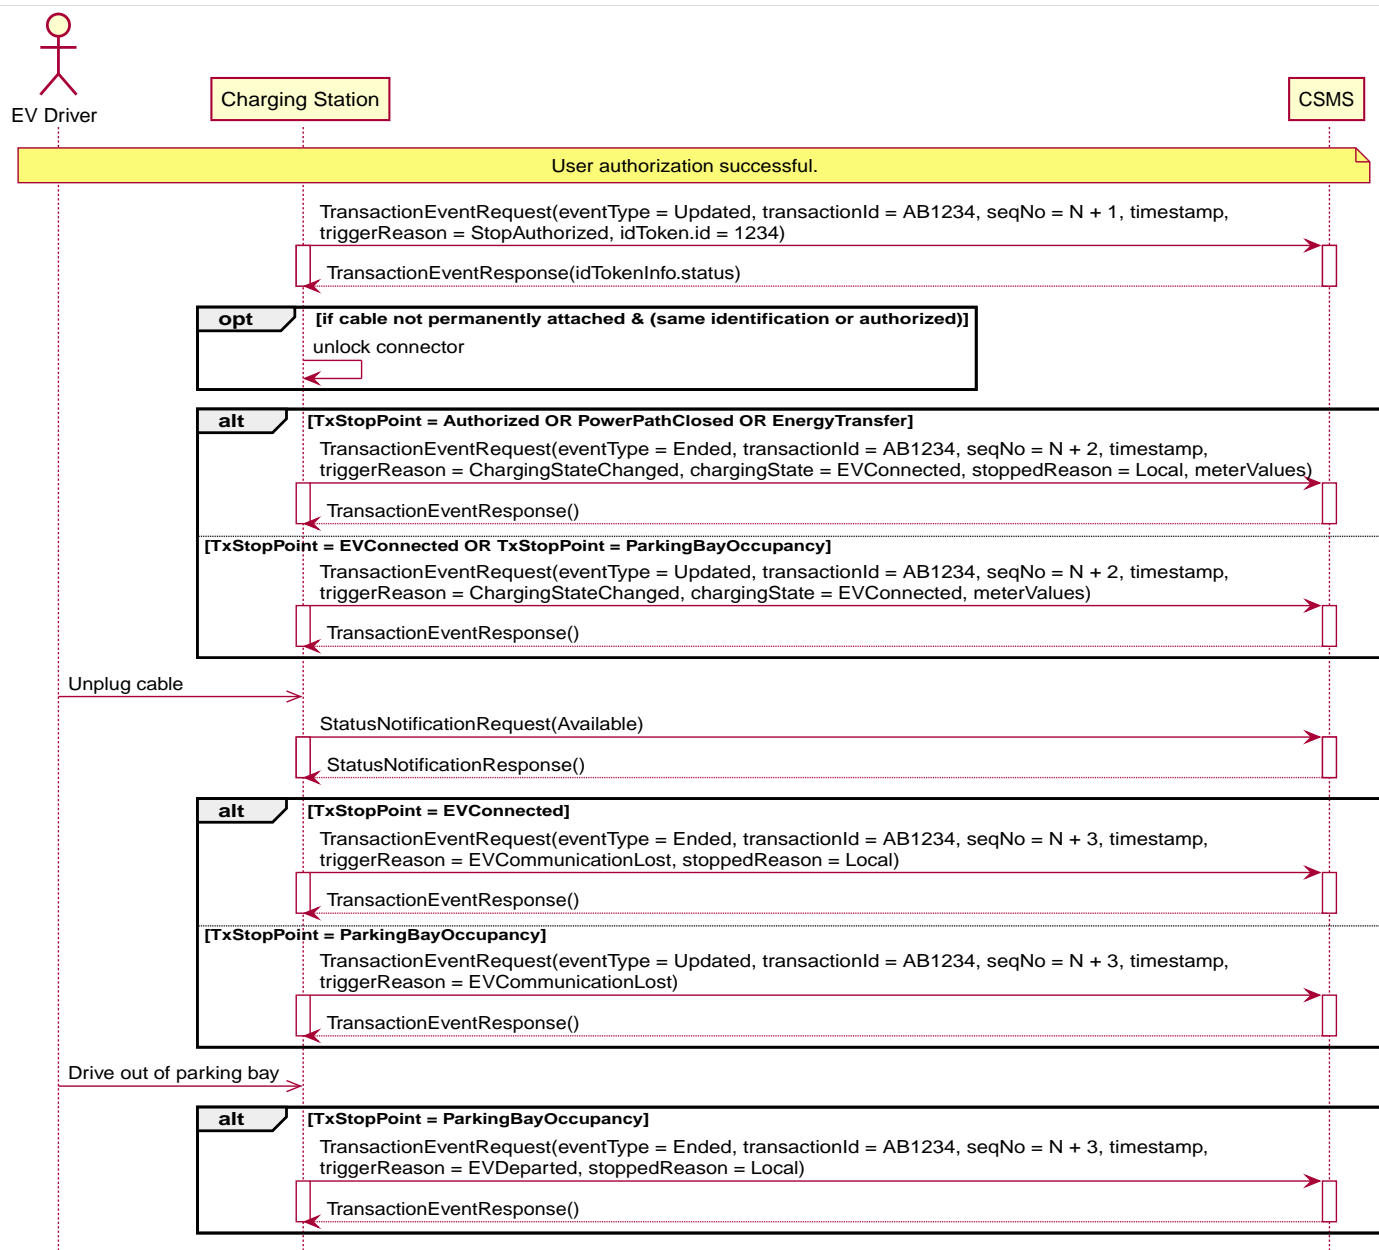 EV Driver
Charging Station
CSMS
User authorization successful.
TransactionEventRequest(eventType = Updated, transactionId = AB1234, seqNo = N + 1, timestamp,
triggerReason = StopAuthorized, idToken.id = 1234)
TransactionEventResponse(idTokenInfo.status)
opt [if cable not permanently attached & (same identification or authorized)]
unlock connector
alt [TxStopPoint = Authorized OR PowerPathClosed OR EnergyTransfer]
TransactionEventRequest(eventType = Ended, transactionId = AB1234, seqNo = N + 2, timestamp,
triggerReason = ChargingStateChanged, chargingState = EVConnected, stoppedReason = Local, meterValues)
TransactionEventResponse()
[TxStopPoint = EVConnected OR TxStopPoint = ParkingBayOccupancy]
TransactionEventRequest(eventType = Updated, transactionId = AB1234, seqNo = N + 2, timestamp,
triggerReason = ChargingStateChanged, chargingState = EVConnected, meterValues)
TransactionEventResponse()
Unplug cable
StatusNotificationRequest(Available)
StatusNotificationResponse()
alt [TxStopPoint = EVConnected]
TransactionEventRequest(eventType = Ended, transactionId = AB1234, seqNo = N + 3, timestamp,
triggerReason = EVCommunicationLost, stoppedReason = Local)
TransactionEventResponse()
[TxStopPoint = ParkingBayOccupancy]
TransactionEventRequest(eventType = Updated, transactionId = AB1234, seqNo = N + 3, timestamp,
triggerReason = EVCommunicationLost)
TransactionEventResponse()
Drive out of parking bay
alt [TxStopPoint = ParkingBayOccupancy]
TransactionEventRequest(eventType = Ended, transactionId = AB1234, seqNo = N + 3, timestamp,
triggerReason = EVDeparted, stoppedReason = Local)
TransactionEventResponse()